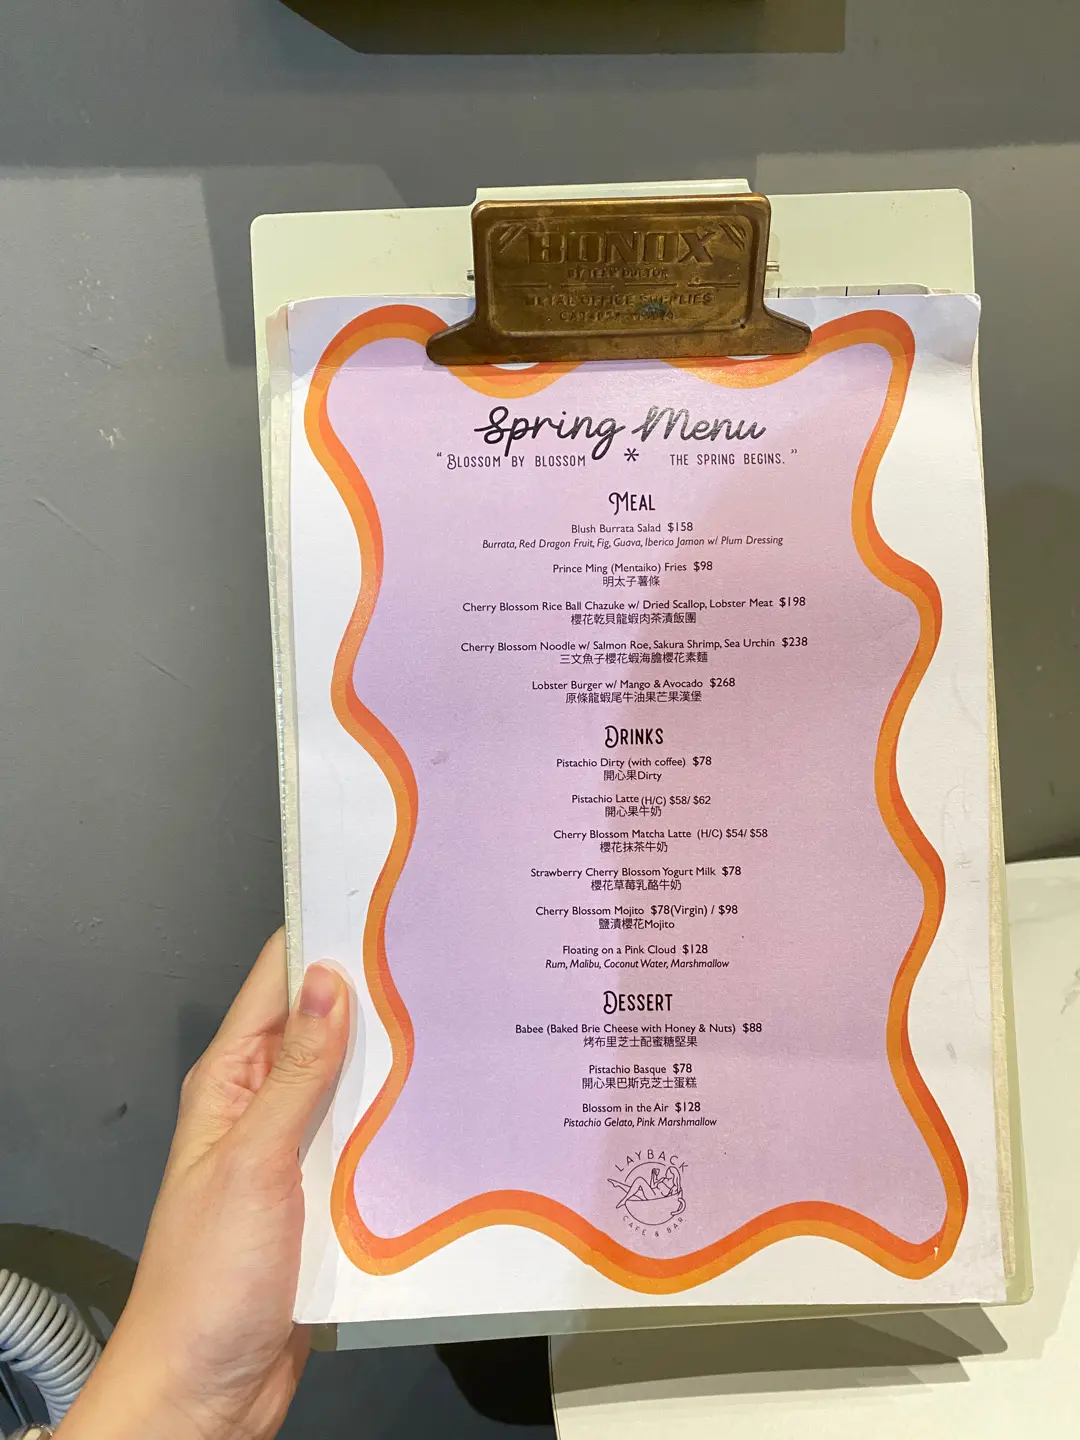 "BONOX"
BY TERY DULTON
METAL OFFICE SUPPLIES
Spring Menu
"BLOSSOM BY BLOSSOM * THE SPRING BEGINS."
MEAL
Blush Burrata Salad $158
Burrata, Red Dragon Fruit, Fig, Guava, Iberico Jamon w/ Plum Dressing
Prince Ming (Mentaiko) Fries $98
明太子薯條
Cherry Blossom Rice Ball Chazuke w/ Dried Scallop, Lobster Meat $198
櫻花乾貝龍蝦肉茶漬飯團
Cherry Blossom Noodle w/ Salmon Roe, Sakura Shrimp, Sea Urchin $238
三文魚子櫻花蝦海膽櫻花素麵
Lobster Burger w/ Mango & Avocado $268
原條龍蝦尾牛油果芒果漢堡
DRINKS
Pistachio Dirty (with coffee) $78
開心果Dirty
Pistachio Latte (H/C) $58/ $62
開心果牛奶
Cherry Blossom Matcha Latte (H/C) $54/ $58
櫻花抹茶牛奶
Strawberry Cherry Blossom Yogurt Milk $78
櫻花草莓乳酪牛奶
Cherry Blossom Mojito $78(Virgin) / $98
鹽漬櫻花Mojito
Floating on a Pink Cloud $128
Rum, Malibu, Coconut Water, Marshmallow
DESSERT
Babee (Baked Brie Cheese with Honey & Nuts) $88
烤布里芝士配蜜糖堅果
Pistachio Basque $78
開心果巴斯克芝士蛋糕
Blossom in the Air $128
Pistachio Gelato, Pink Marshmallow
LAYBACK
CAFE & BAR